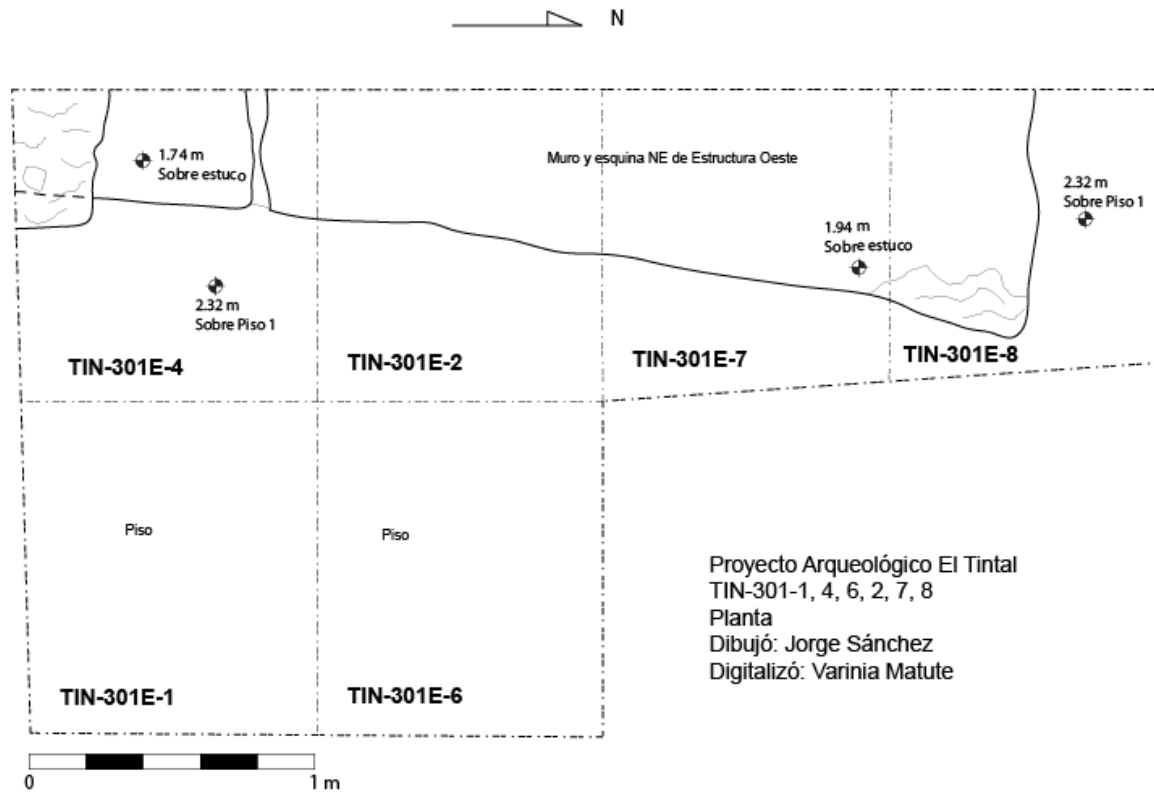 N
1.74 m
Sobre estuco
Muro y esquina NE de Estructura Oeste
2.32 m
Sobre Piso 1
1.94 m
Sobre estuco
2.32 m
Sobre Piso 1
TIN-301E-4
TIN-301E-2
TIN-301E-7
TIN-301E-8
Piso
Piso
Proyecto Arqueológico El Tintal
TIN-301-1, 4, 6, 2, 7, 8
Planta
Dibujó: Jorge Sánchez
Digitalizó: Varinia Matute
TIN-301E-1
TIN-301E-6
0
1 m